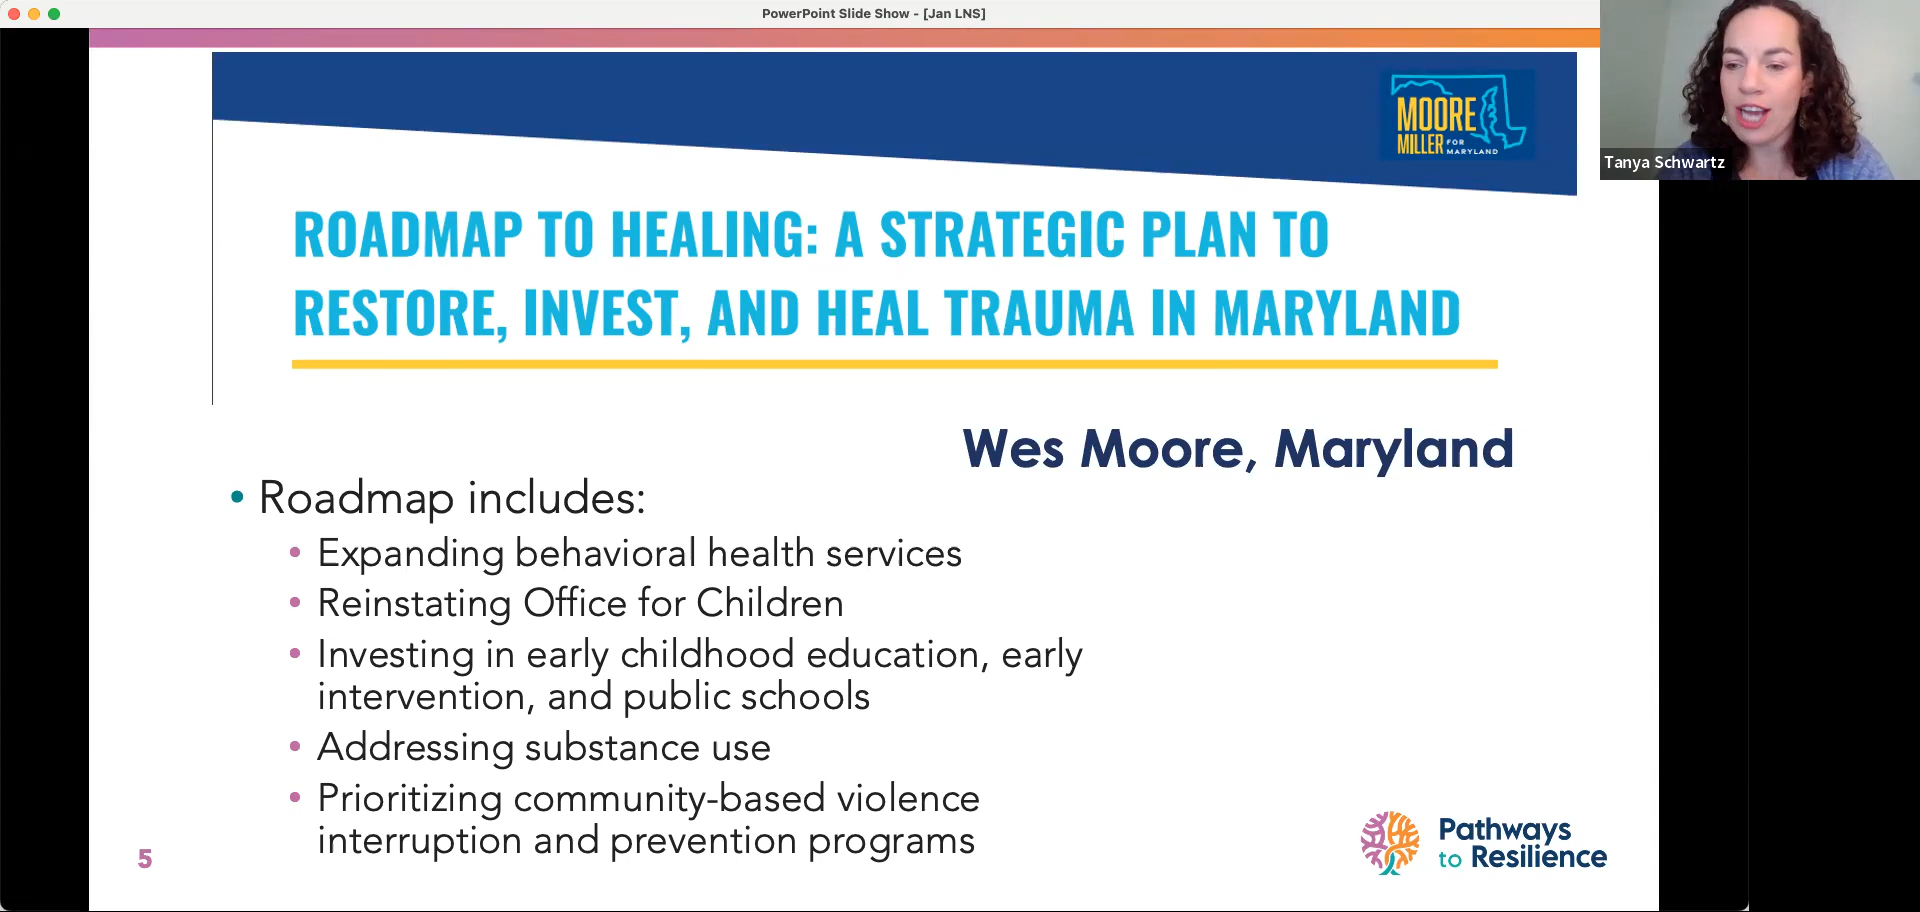 PowerPoint Slide Show - [Jan LNS]
MOORE
MILLER FOR
MARYLAND
Tanya Schwartz
ROADMAP TO HEALING: A STRATEGIC PLAN TO
RESTORE, INVEST, AND HEAL TRAUMA IN MARYLAND
Wes Moore, Maryland
• Roadmap includes:
• Expanding behavioral health services
• Reinstating Office for Children
• Investing in early childhood education, early
intervention, and public schools
• Addressing substance use
• Prioritizing community-based violence
interruption and prevention programs
5
Pathways
to Resilience